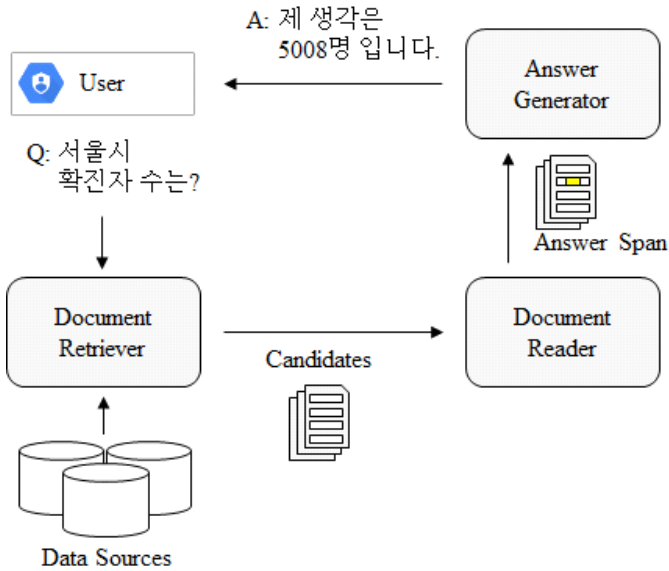 A: 제 생각은
5008명 입니다.
User
Answer
Generator
Q: 서울시
확진자 수는?
Answer Span
Document
Retriever
Candidates
Document
Reader
Data Sources